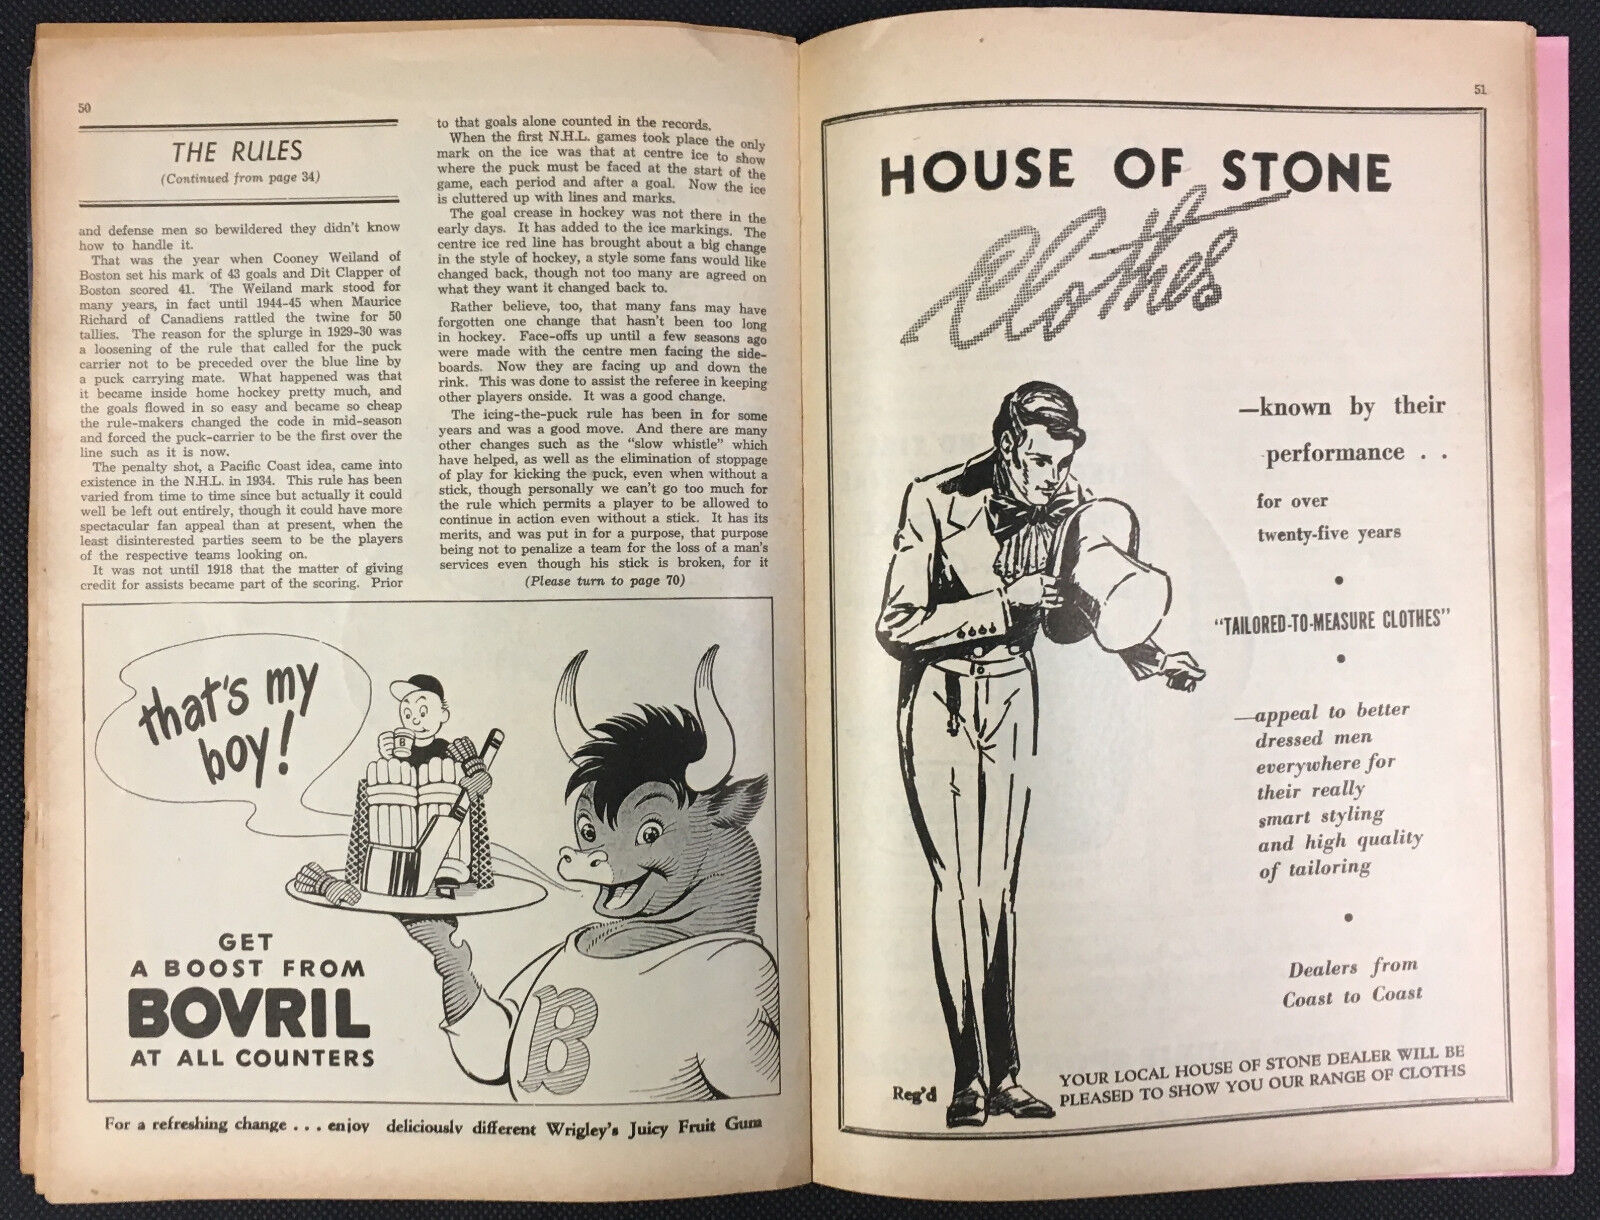 50
THE RULES
(Continued from page 34)
and defense men so bewildered they didn't know
how to handle it.
That was the year when Cooney Weiland of
Boston set his mark of 43 goals and Dit Clapper of
Boston scored 41. The Weiland mark stood for
many years, in fact until 1944-45 when Maurice
Richard of Canadiens rattled the twine for 50
tallies. The reason for the splurge in 1929-30 was
a loosening of the rule that called for the puck
carrier not to be preceded over the blue line by
a puck carrying mate. What happened was that
it became inside home hockey pretty much, and
the goals flowed in so easy and became so cheap
the rule-makers changed the code in mid-season
and forced the puck-carrier to be the first over the
line such as it is now.
The penalty shot, a Pacific Coast idea, came into
existence in the N.H.L. in 1934. This rule has been
varied from time to time since but actually it could
well be left out entirely, though it could have more
spectacular fan appeal than at present, when the
least disinterested parties seem to be the players
of the respective teams looking on.
It was not until 1918 that the matter of giving
credit for assists became part of the scoring. Prior
to that goals alone counted in the records.
When the first N.H.L. games took place the only
mark on the ice was that at centre ice to show
where the puck must be faced at the start of the
game, each period and after a goal. Now the ice
is cluttered up with lines and marks.
The goal crease in hockey was not there in the
early days. It has added to the ice markings. The
centre ice red line has brought about a big change
in the style of hockey, a style some fans would like
changed back, though not too many are agreed on
what they want it changed back to.
Rather believe, too, that many fans may have
forgotten one change that hasn't been too long
in hockey. Face-offs up until a few seasons ago
were made with the centre men facing the side-
boards. Now they are facing up and down the
rink. This was done to assist the referee in keeping
other players onside. It was a good change.
The icing-the-puck rule has been in for some
years and was a good move. And there are many
other changes such as the "slow whistle" which
have helped, as well as the elimination of stoppage
of play for kicking the puck, even when without a
stick, though personally we can't go too much for
the rule which permits a player to be allowed to
continue in action even without a stick. It has its
merits, and was put in for a purpose, that purpose
being not to penalize a team for the loss of a man's
services even though his stick is broken, for it
(Please turn to page 70)
that's my
boy!
B
B
GET
A BOOST FROM
BOVRIL
AT ALL COUNTERS
For a refreshing change . . . enjoy deliciously different Wrigley's Juicy Fruit Gum
51
HOUSE OF STONE
Clothes
—known by their
performance . .
for over
twenty-five years
•
"TAILORED-TO-MEASURE CLOTHES"
•
—appeal to better
dressed men
everywhere for
their really
smart styling
and high quality
of tailoring
•
Dealers from
Coast to Coast
Reg'd
YOUR LOCAL HOUSE OF STONE DEALER WILL BE
PLEASED TO SHOW YOU OUR RANGE OF CLOTHS